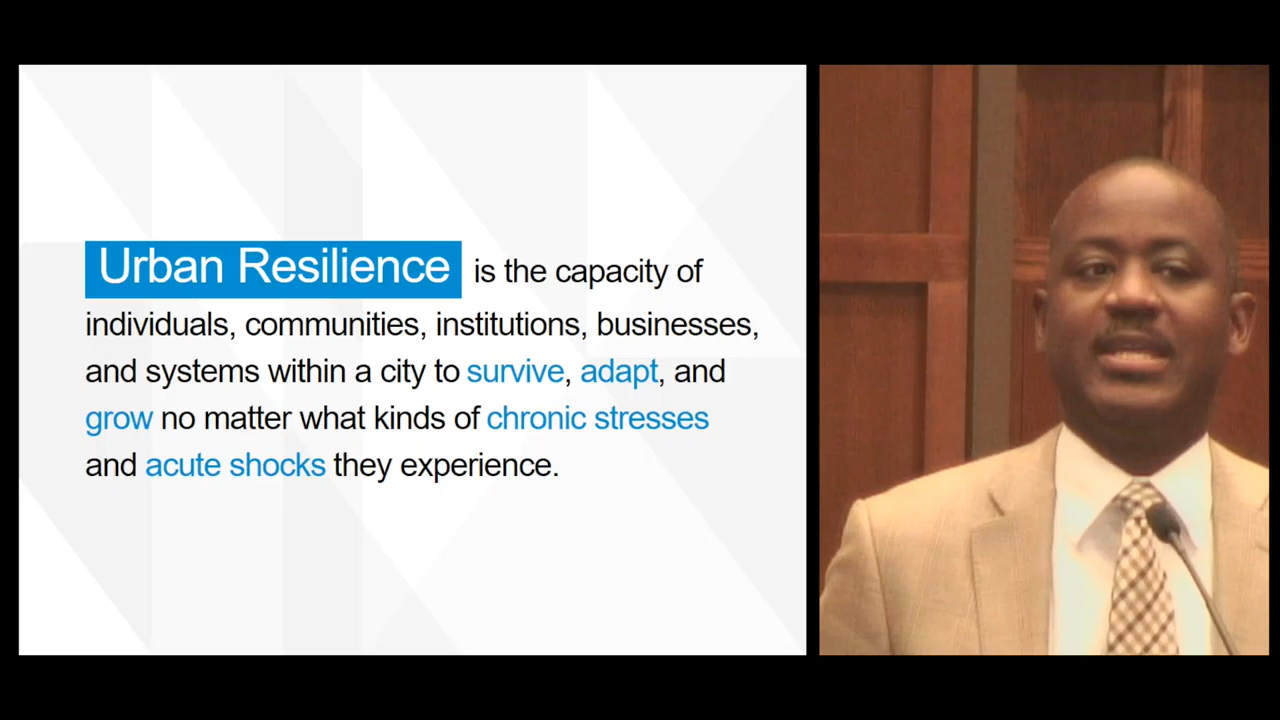 Urban Resilience is the capacity of
individuals, communities, institutions, businesses,
and systems within a city to survive, adapt, and
grow no matter what kinds of chronic stresses
and acute shocks they experience.